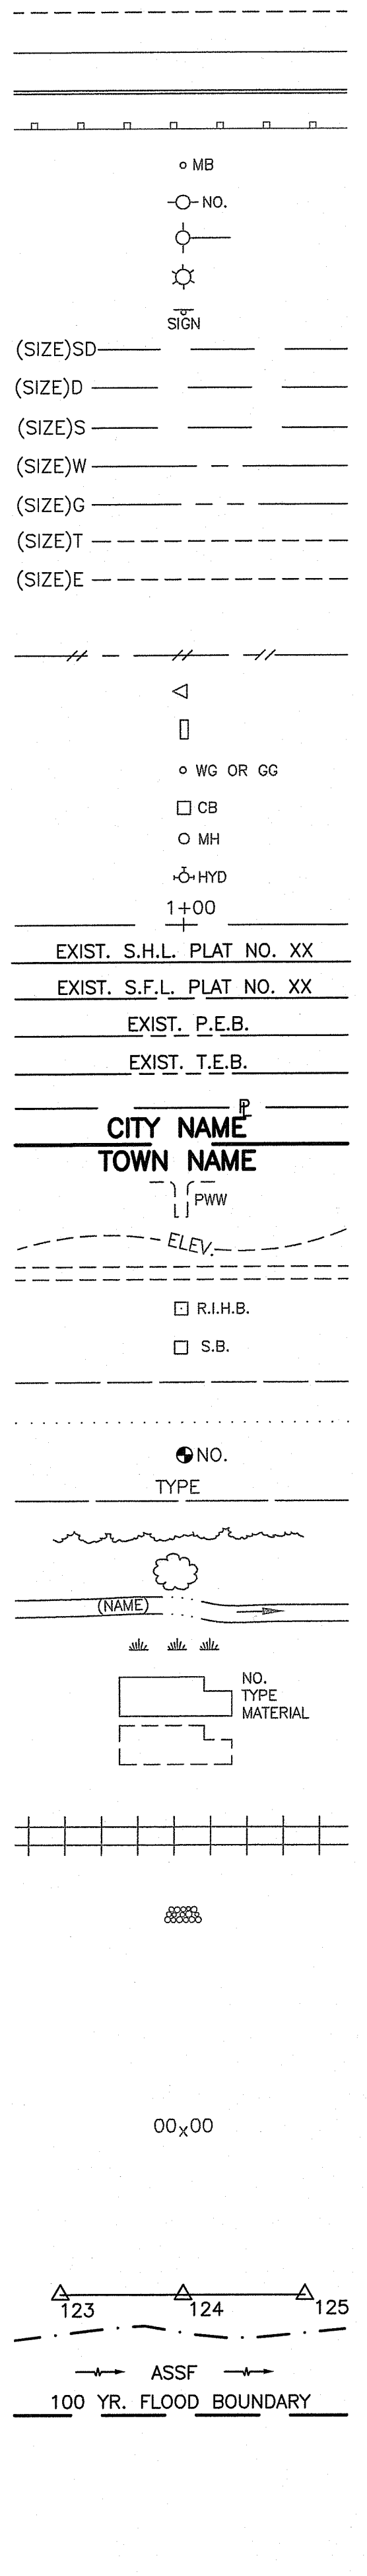 MB
NO.
SIGN
(SIZE)SD
(SIZE)D
(SIZE)S
(SIZE)W
(SIZE)G
(SIZE)T
(SIZE)E
WG OR GG
CB
MH
HYD
1+00
EXIST. S.H.L. PLAT NO. XX
EXIST. S.F.L. PLAT NO. XX
EXIST. P.E.B.
EXIST. T.E.B.
PL
CITY NAME
TOWN NAME
PWW
ELEV.
R.I.H.B.
S.B.
NO.
TYPE
(NAME)
NO.
TYPE
MATERIAL
00x00
123 124 125
ASSF
100 YR. FLOOD BOUNDARY